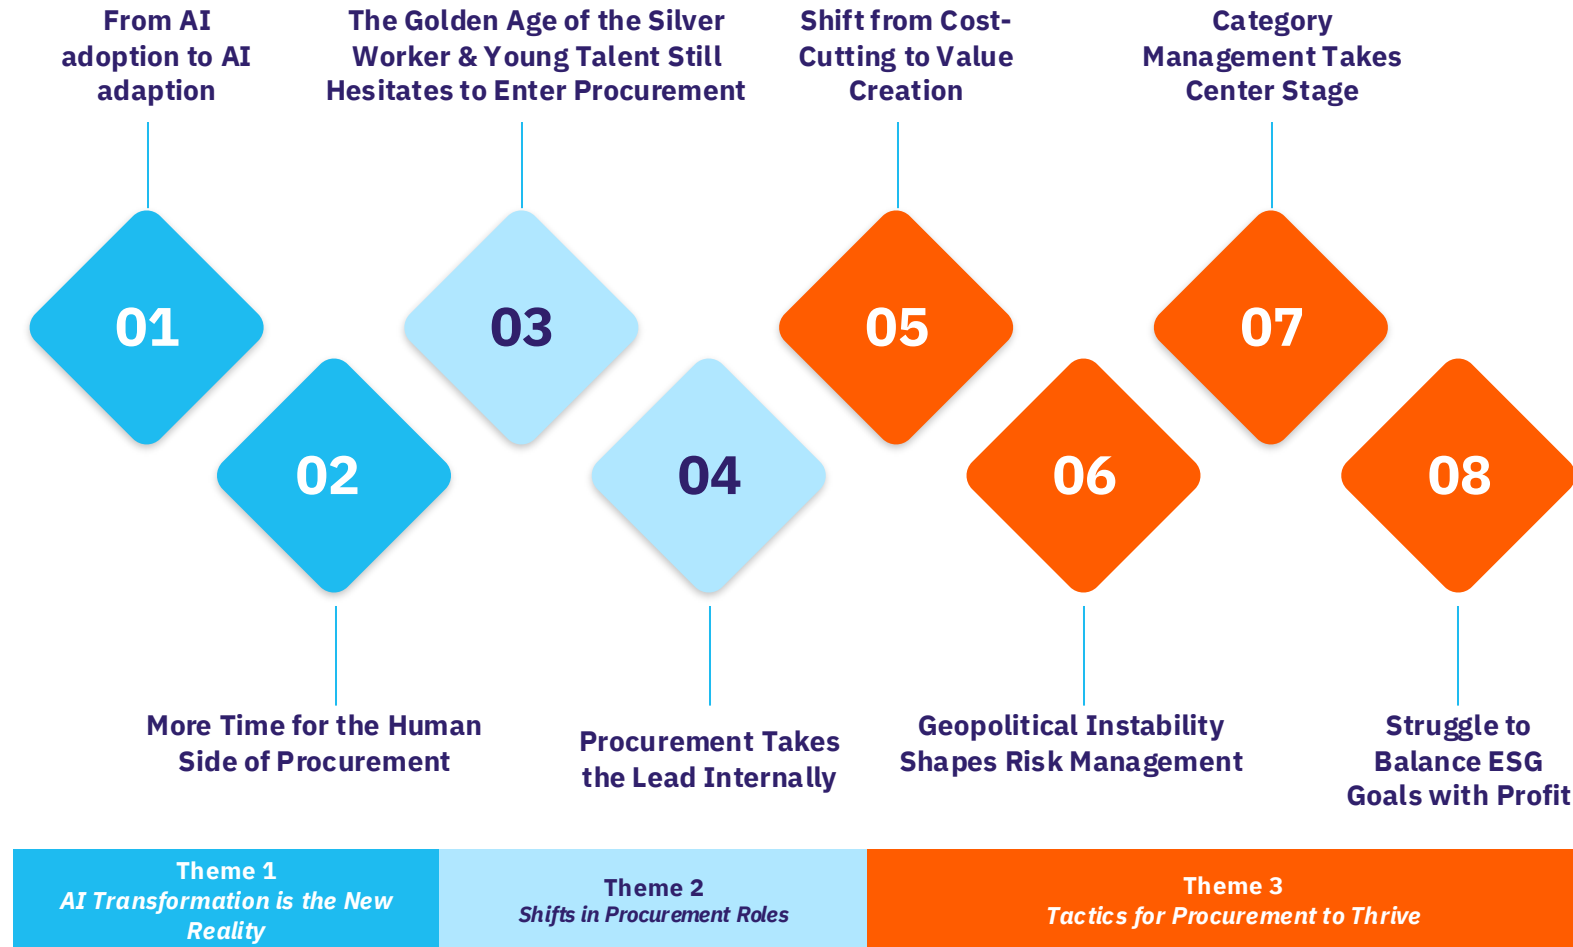 From AI
adoption to AI
adaption
The Golden Age of the Silver
Worker & Young Talent Still
Hesitates to Enter Procurement
Shift from Cost-
Cutting to Value
Creation
Category
Management Takes
Center Stage
01
03
05
07
02
04
06
08
More Time for the Human
Side of Procurement
Procurement Takes
the Lead Internally
Geopolitical Instability
Shapes Risk Management
Struggle to
Balance ESG
Goals with Profit
Theme 1
AI Transformation is the New
Reality
Theme 2
Shifts in Procurement Roles
Theme 3
Tactics for Procurement to Thrive